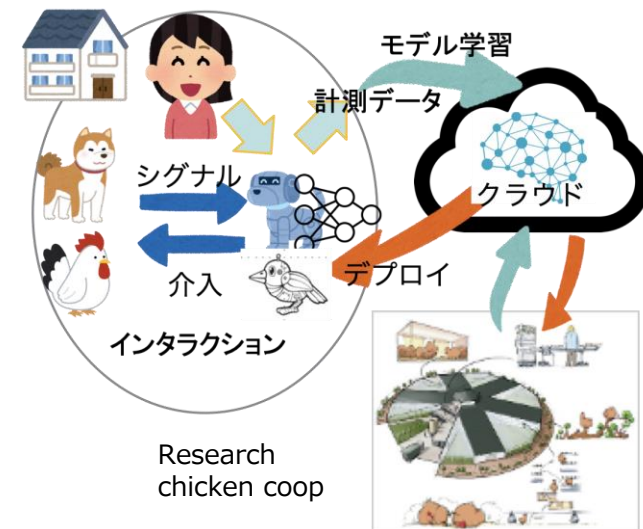 モデル学習
計測データ
シグナル
クラウド
介入
デプロイ
インタラクション
Research
chicken coop